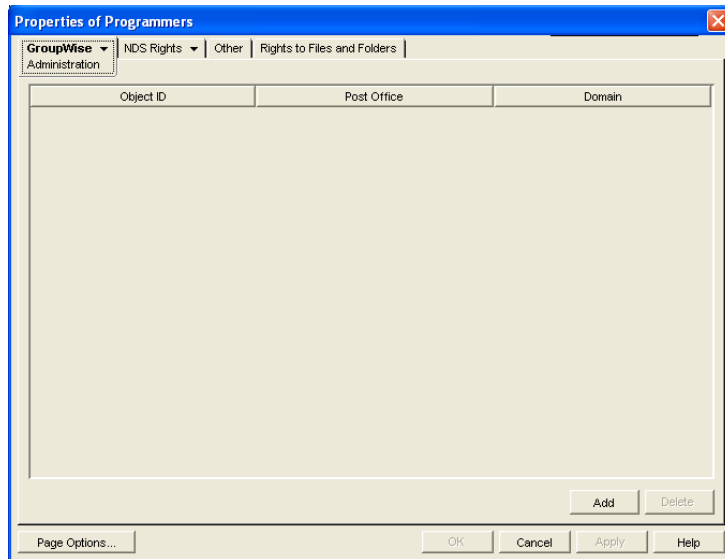 Properties of Programmers
GroupWise NDS Rights Other Rights to Files and Folders
Administration
Object ID Post Office Domain
Add Delete
Page Options... OK Cancel Apply Help